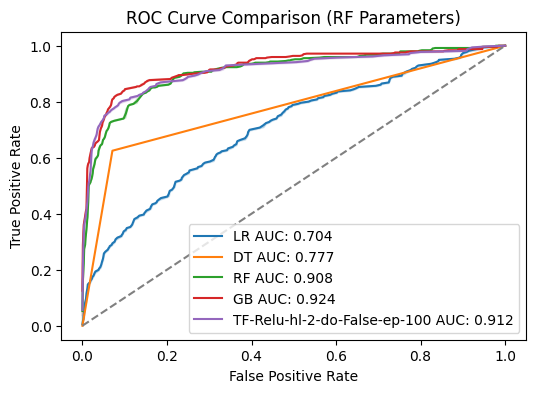 ROC Curve Comparison (RF Parameters)
True Positive Rate
1.0
0.8
0.6
0.4
0.2
0.0
LR AUC: 0.704
DT AUC: 0.777
RF AUC: 0.908
GB AUC: 0.924
TF-Relu-hl-2-do-False-ep-100 AUC: 0.912
0.0 0.2 0.4 0.6 0.8 1.0
False Positive Rate